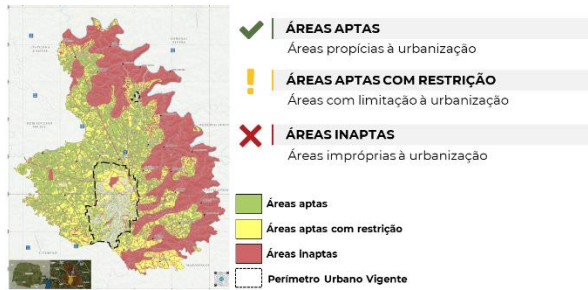 ÁREAS APTAS
Áreas propícias à urbanização
ÁREAS APTAS COM RESTRIÇÃO
Áreas com limitação à urbanização
ÁREAS INAPTAS
Áreas impróprias à urbanização
Áreas aptas
Áreas aptas com restrição
Áreas inaptas
Perímetro Urbano Vigente